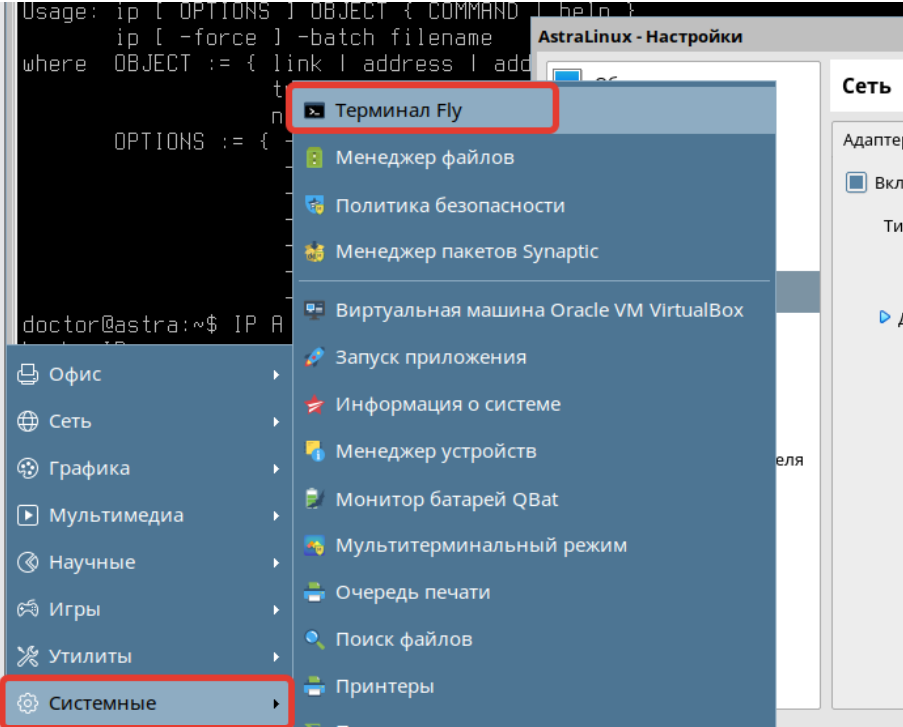 Usage: ip [ OPTIONS ] OBJECT { COMMAND | help }
ip [ -force ] -batch filename
where OBJECT := { link | address | add
OPTIONS := { -
doctor@astra:~$ IP A
AstraLinux - Настройки
Сеть
Терминал Fly
Менеджер файлов
Политика безопасности
Менеджер пакетов Synaptic
Виртуальная машина Oracle VM VirtualBox
Запуск приложения
Информация о системе
Менеджер устройств
Монитор батарей QBat
Мультитерминальный режим
Очередь печати
Поиск файлов
Принтеры
Офис
Сеть
Графика
Мультимедиа
Научные
Игры
Утилиты
Системные
Адаптер
Вкл
Ти
еля